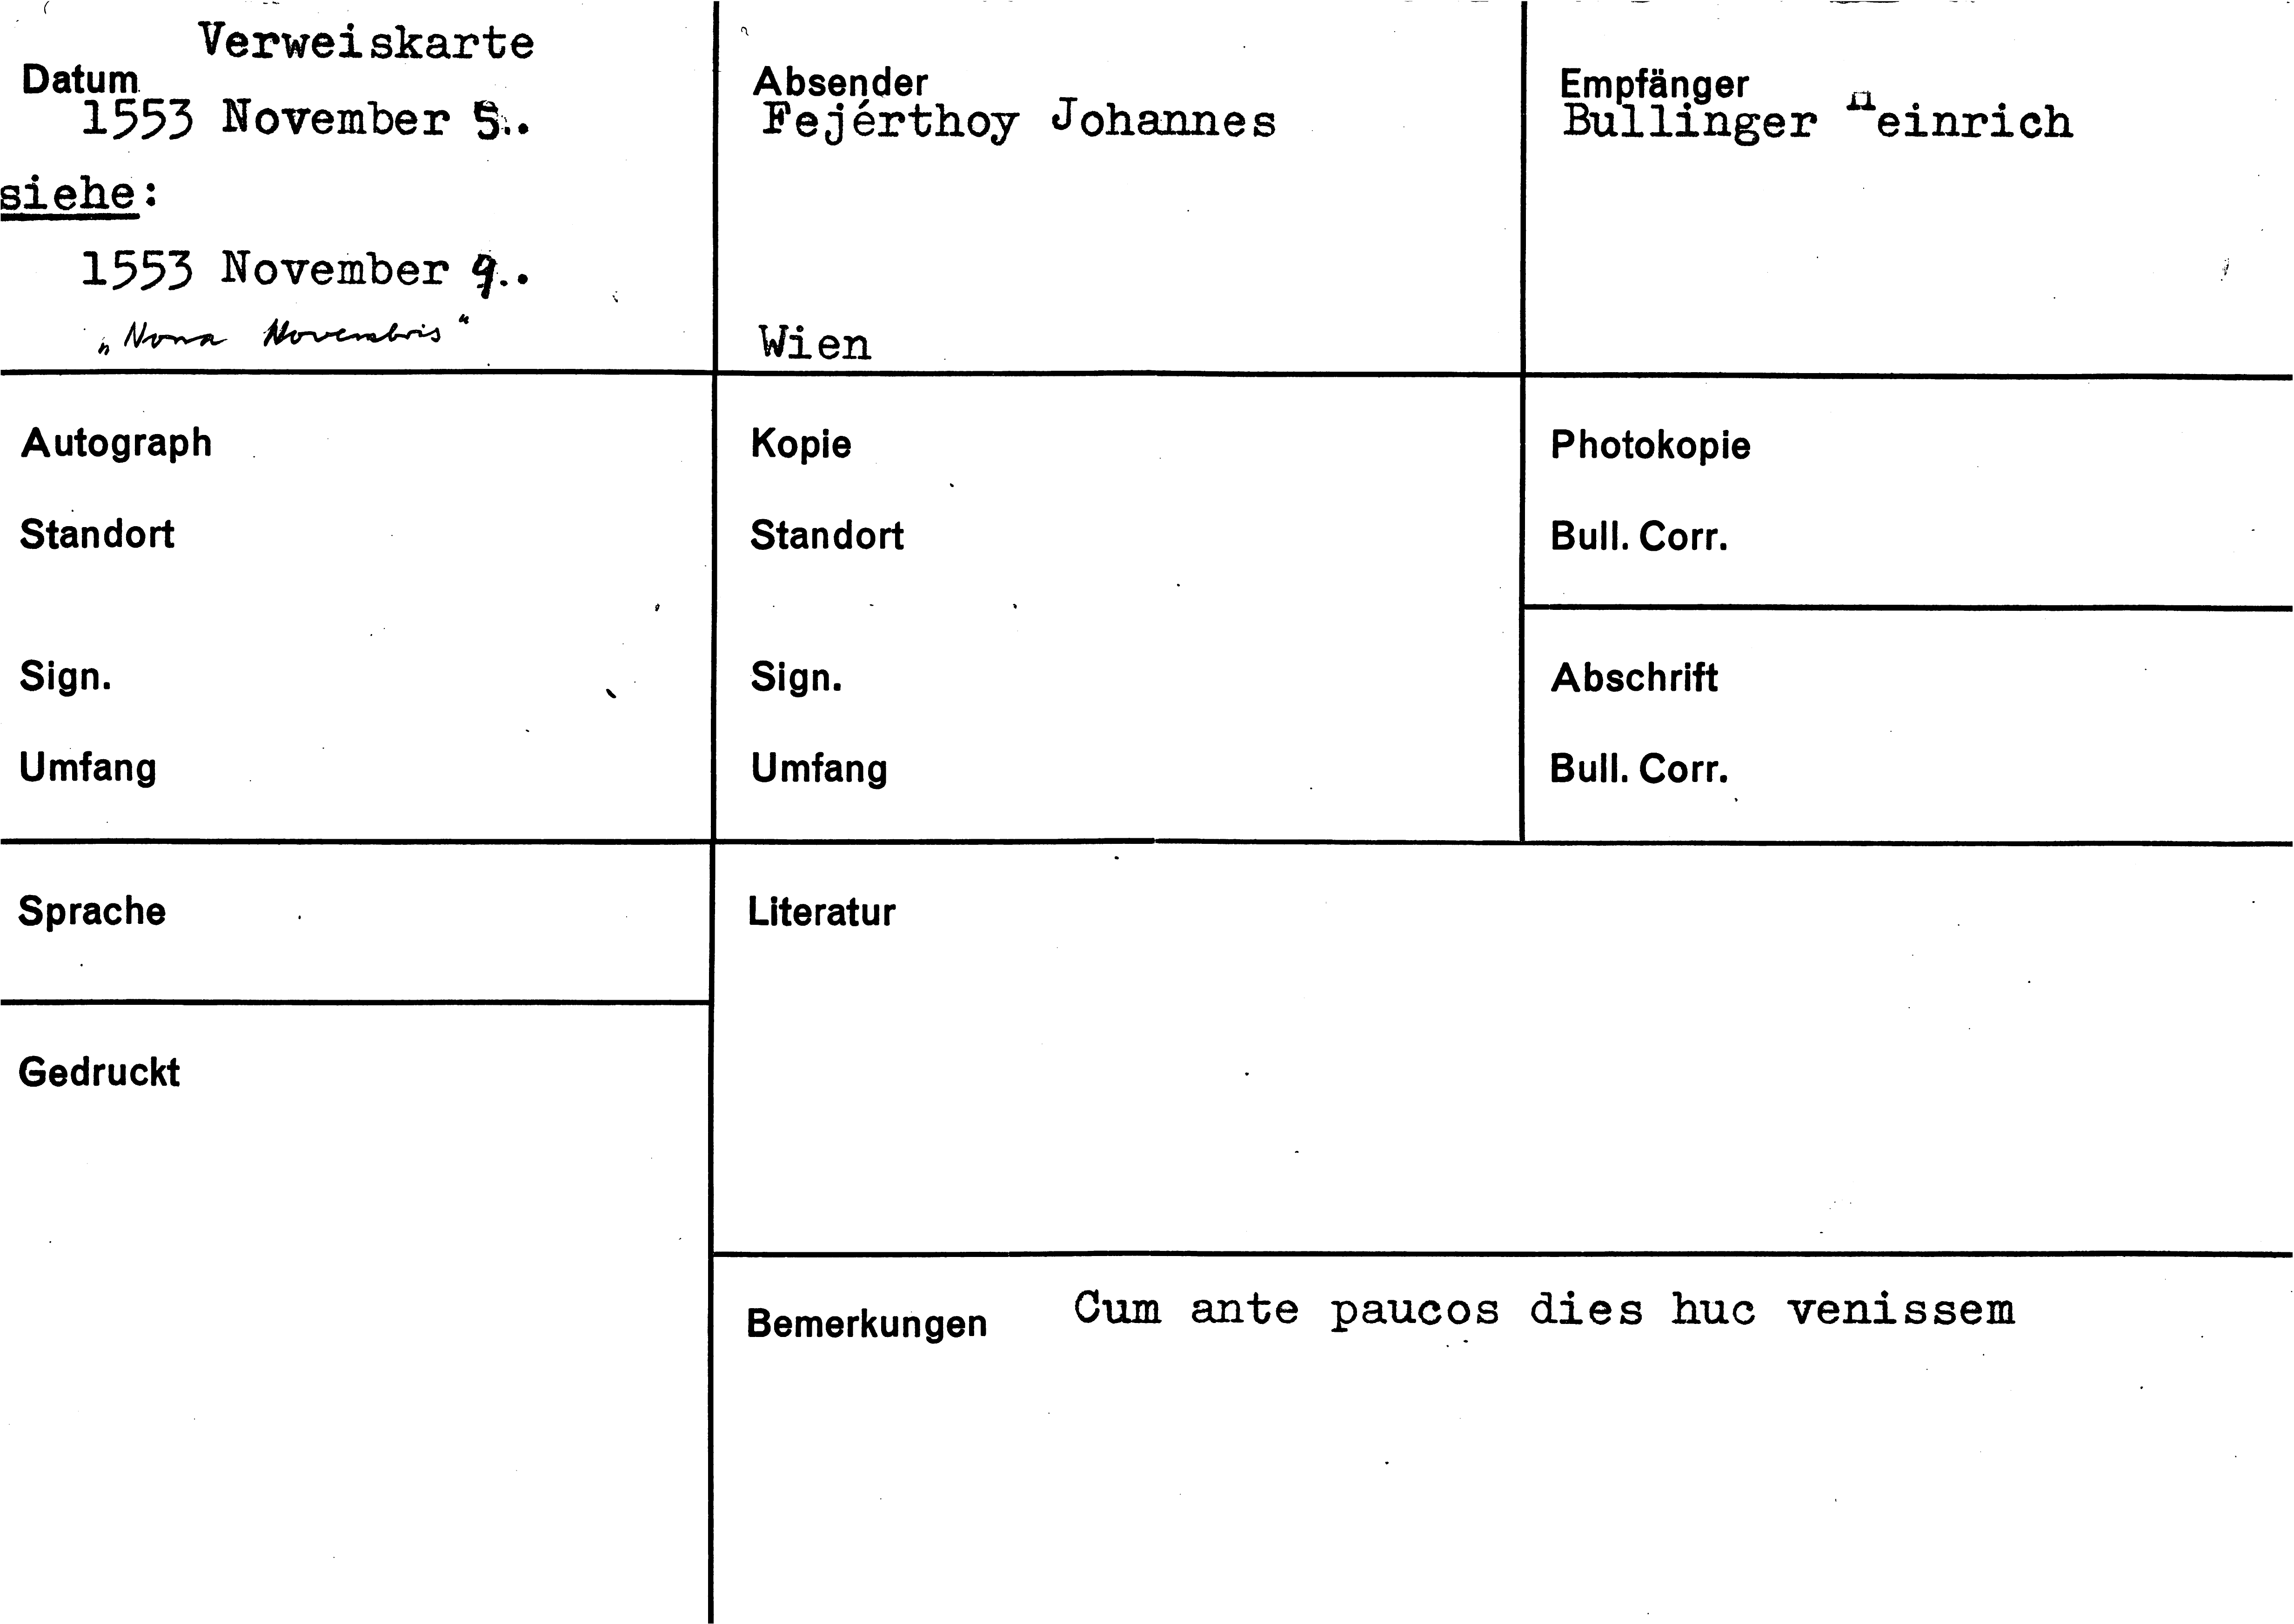 Verweiskarte
Datum
1553 November 5..
siehe:
1553 November 9..
„Nona Novembris“
Absender
Fejérthoy Johannes
Wien
Empfänger
Bullinger Heinrich
Autograph
Standort
Sign.
Umfang
Kopie
Standort
Sign.
Umfang
Photokopie
Bull. Corr.
Abschrift
Bull. Corr.
Sprache
Gedruckt
Literatur
Bemerkungen Cum ante paucos dies huc venissem